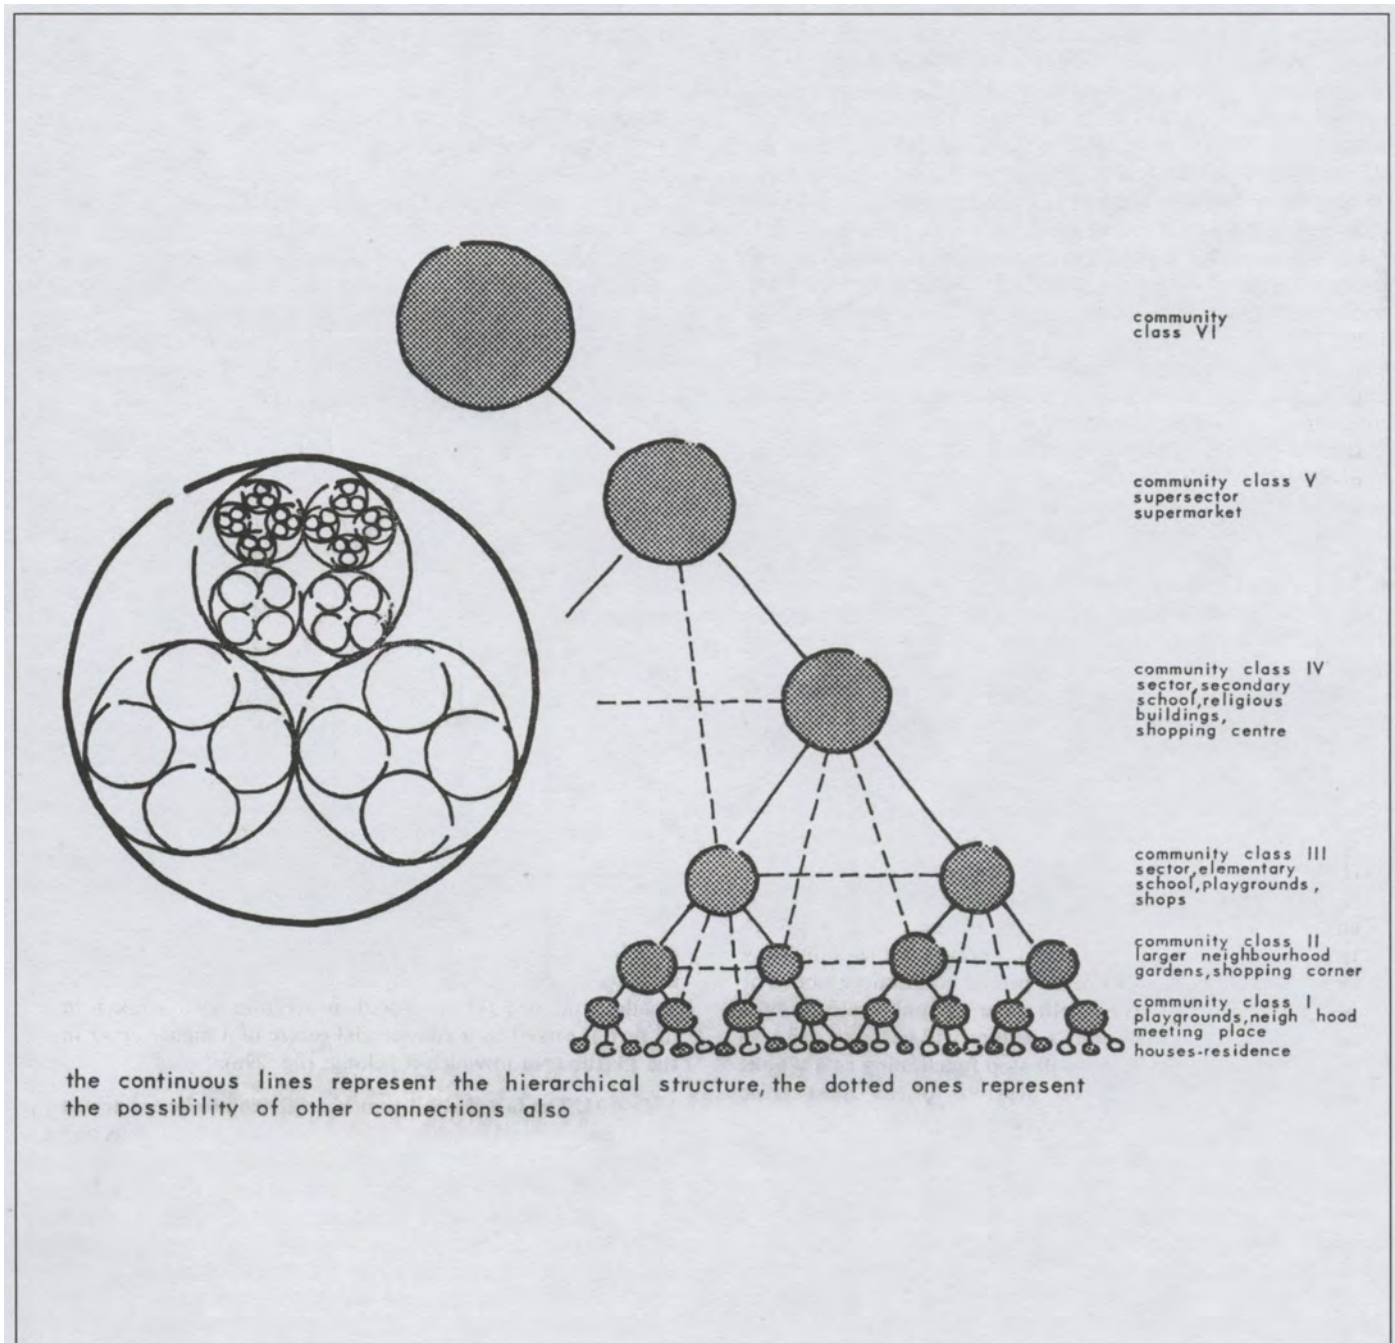 community
class VI
community class V
supersector
supermarket
community class IV
sector,secondary
school,religious
buildings,
shopping centre
community class III
sector,elementary
school,playgrounds,
shops
community class II
larger neighbourhood
gardens,shopping corner
community class I
playgrounds,neigh hood
meeting place
houses-residence
the continuous lines represent the hierarchical structure, the dotted ones represent
the possibility of other connections also